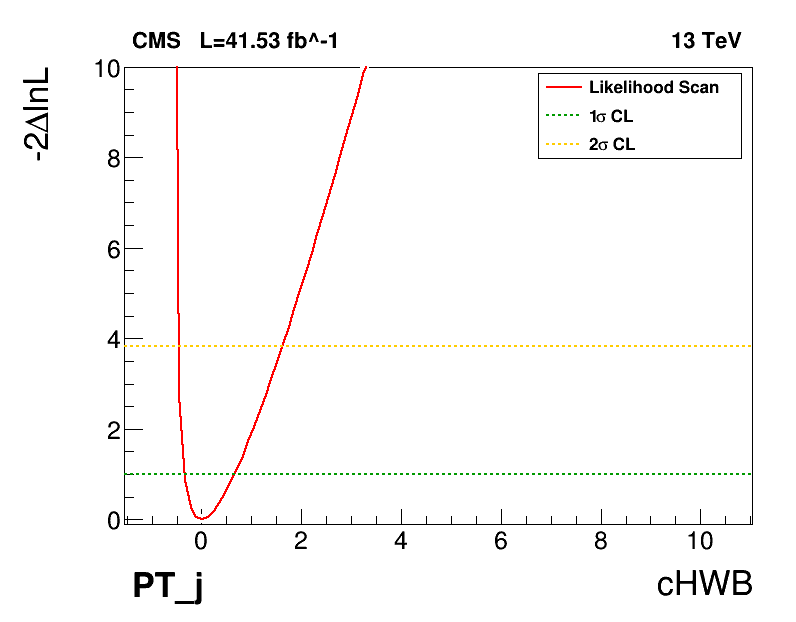 CMS L=41.53 fb^-1 13 TeV
-2ΔlnL
Likelihood Scan
1σ CL
2σ CL
10
8
6
4
2
0
0 2 4 6 8 10
PT_j cHWB